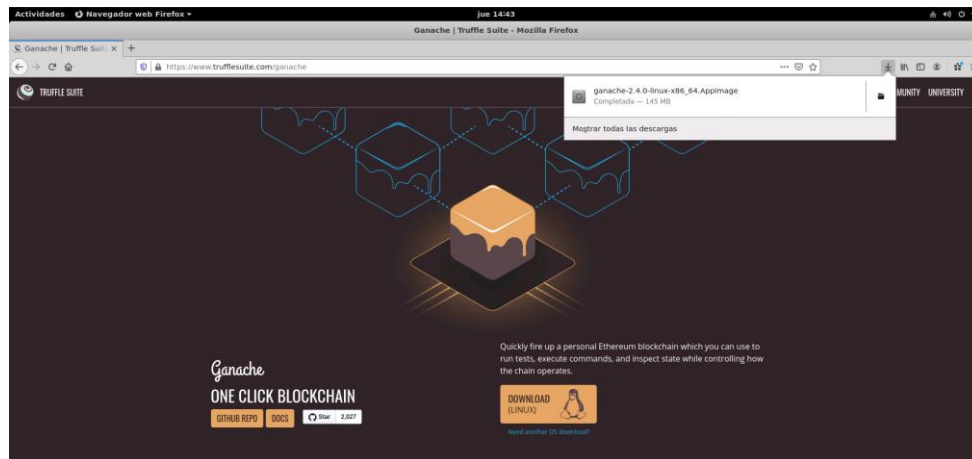 Actividades Navegador web Firefox
jue 14:43
Ganache | Truffle Suite - Mozilla Firefox
Ganache | Truffle Suit
https://www.trufflesuite.com/ganache
ganache-2.4.0-linux-x86_64.AppImage
Completada — 145 MB
Mostrar todas las descargas
TRUFFLE SUITE
MUNITY UNIVERSITY
Quickly fire up a personal Ethereum blockchain which you can use to
run tests, execute commands, and inspect state while controlling how
the chain operates.
Ganache
ONE CLICK BLOCKCHAIN
GITHUB REPO DOCS Star 2,027
DOWNLOAD
(LINUX)
Need another OS download?